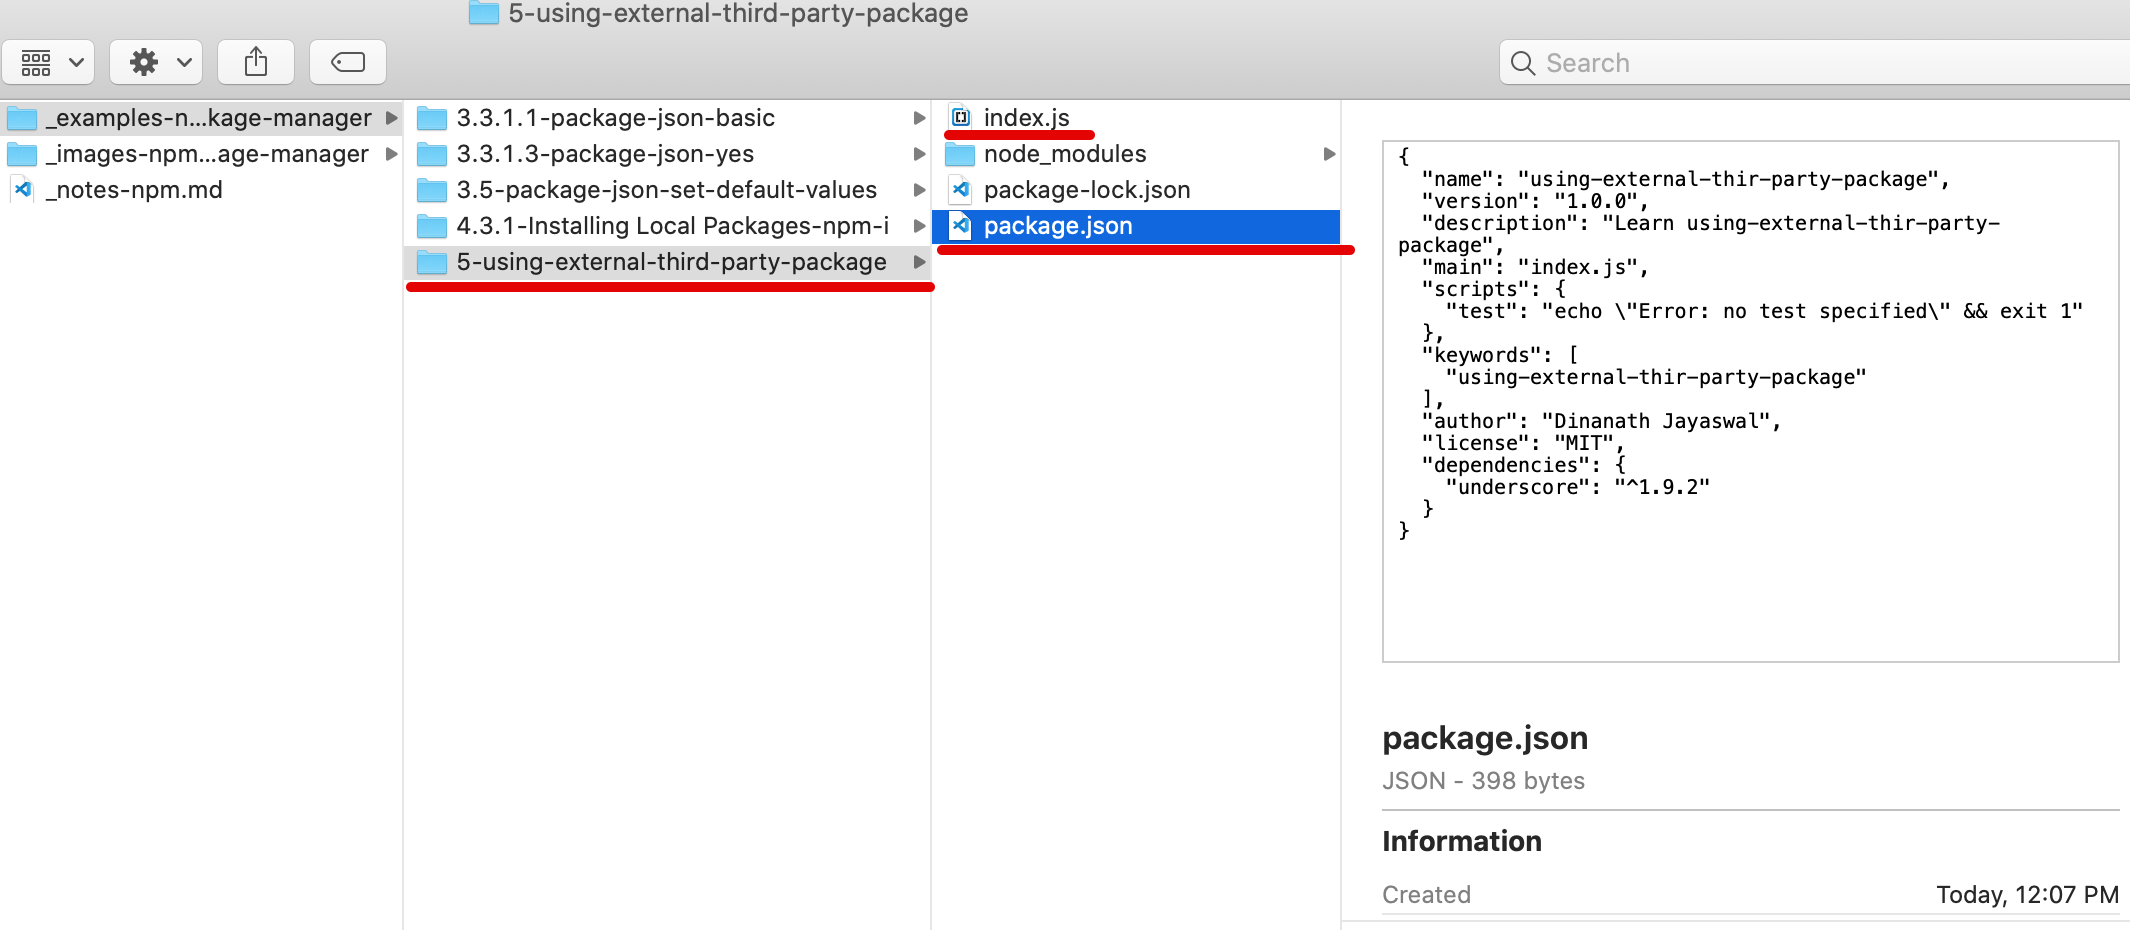 5-using-external-third-party-package
Search
_examples-n...kage-manager
_images-npm...age-manager
_notes-npm.md
3.3.1.1-package-json-basic
3.3.1.3-package-json-yes
3.5-package-json-set-default-values
4.3.1-Installing Local Packages-npm-i
5-using-external-third-party-package
index.js
node_modules
package-lock.json
package.json
{
"name": "using-external-thir-party-package",
"version": "1.0.0",
"description": "Learn using-external-thir-party-
package",
"main": "index.js",
"scripts": {
"test": "echo \"Error: no test specified\" && exit 1"
},
"keywords": [
"using-external-thir-party-package"
],
"author": "Dinanath Jayaswal",
"license": "MIT",
"dependencies": {
"underscore": "^1.9.2"
}
}
package.json
JSON - 398 bytes
Information
Created Today, 12:07 PM